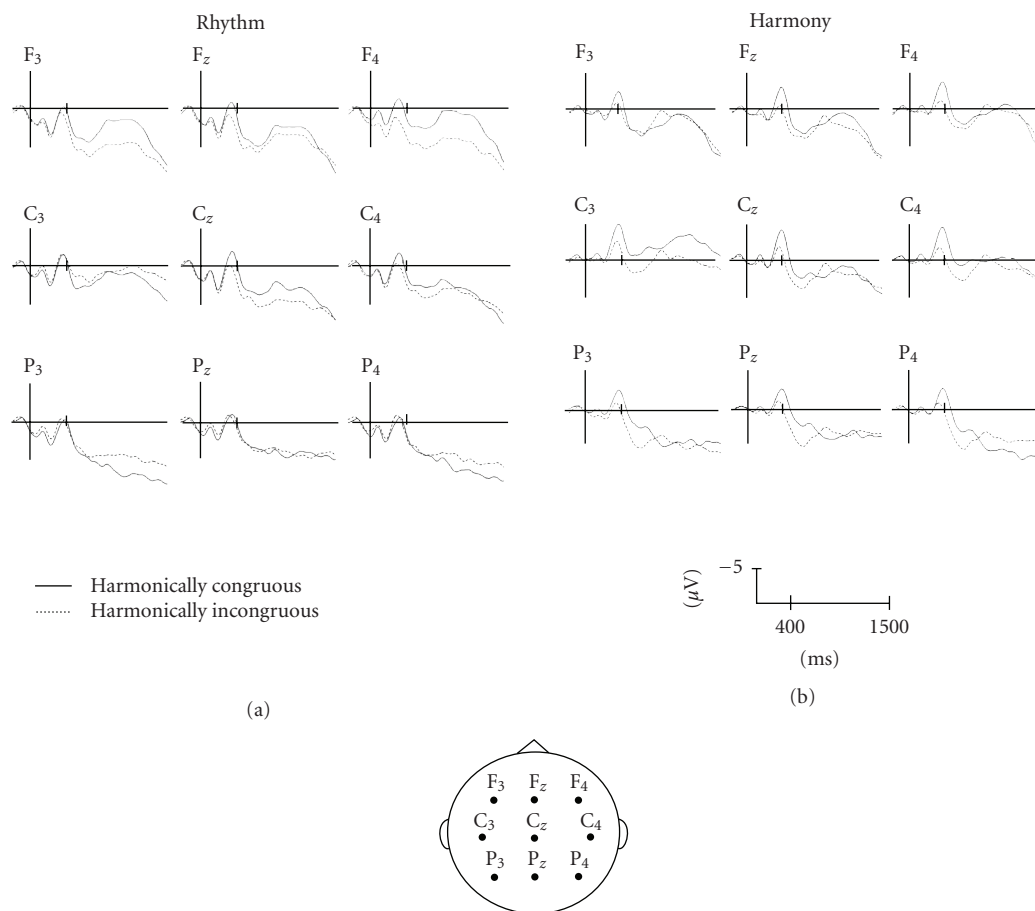 Rhythm
F3 Fz F4
C3 Cz C4
P3 Pz P4
Harmonically congruous
Harmonically incongruous
(a)
Harmony
F3 Fz F4
C3 Cz C4
P3 Pz P4
−5
(μV)
400 1500
(ms)
(b)
F3 Fz F4
C3 Cz C4
P3 Pz P4